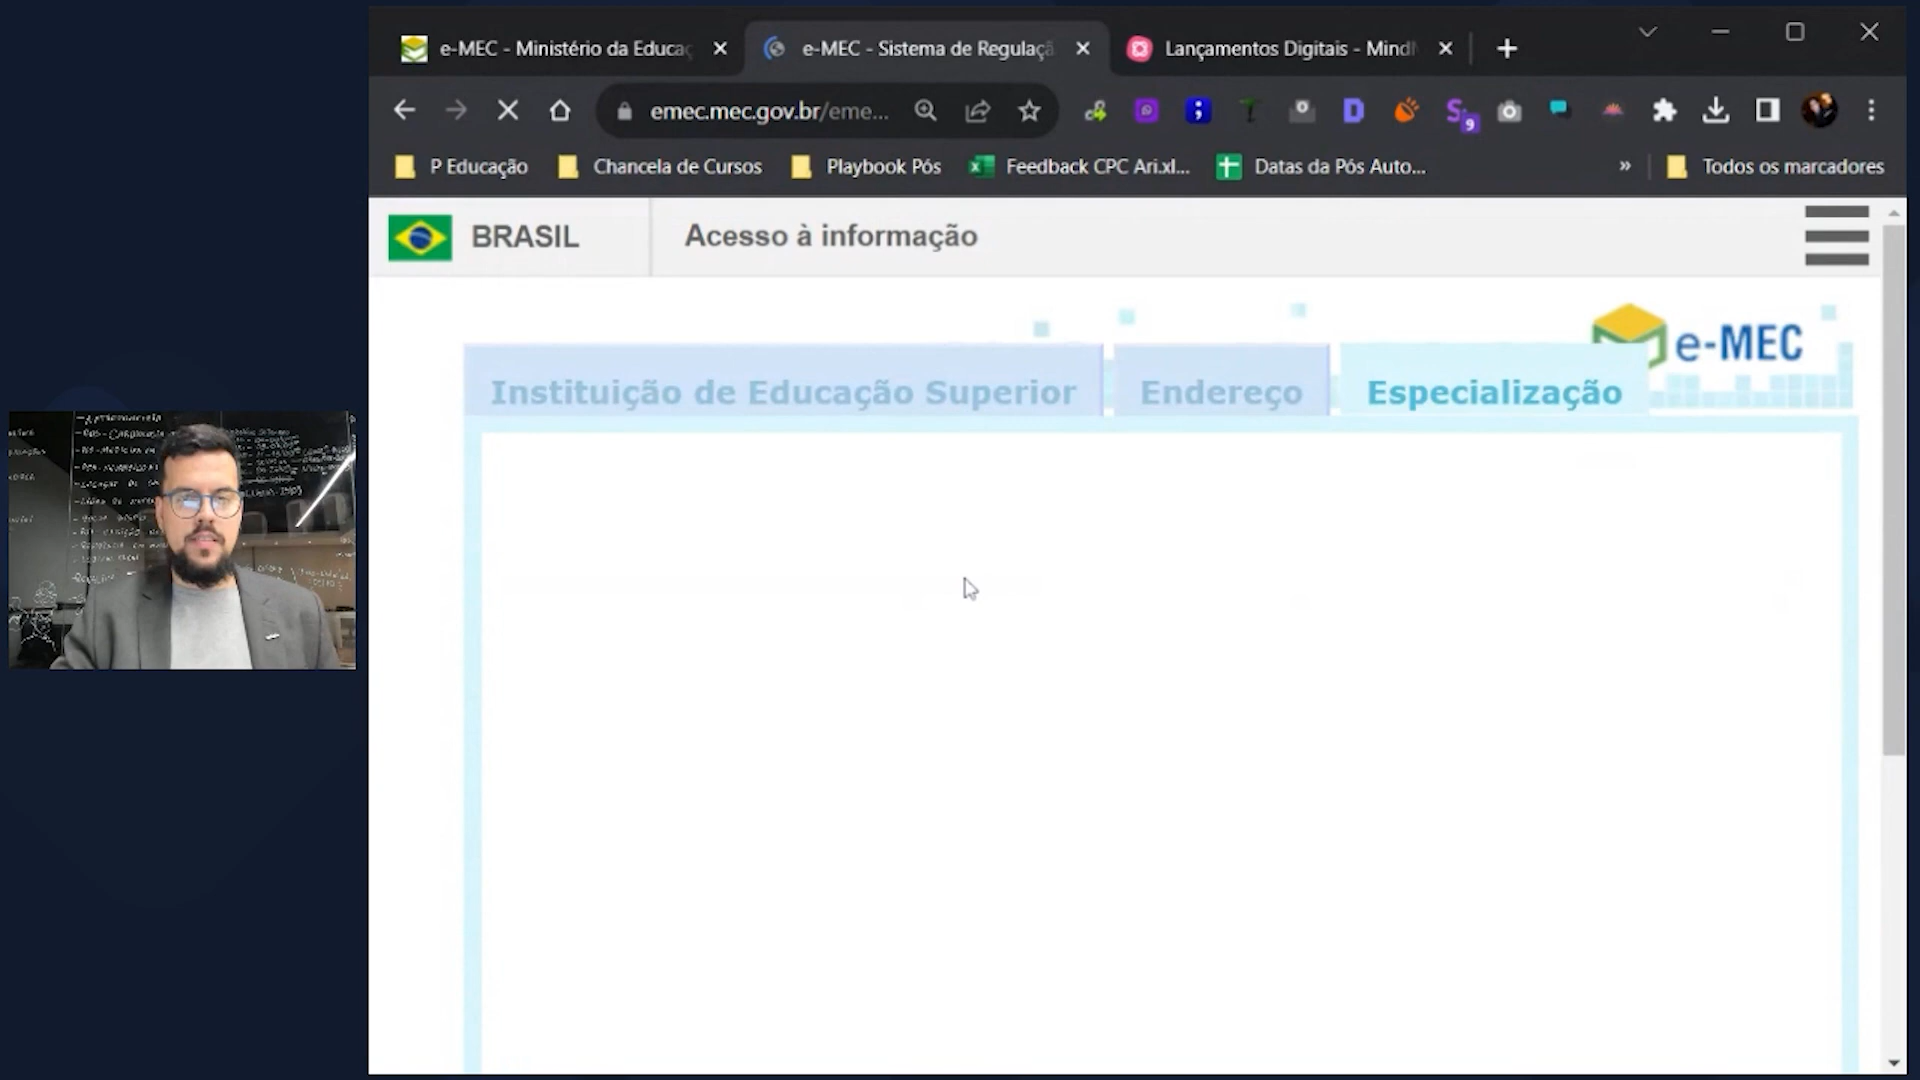 e-MEC - Ministério da Educaç
e-MEC - Sistema de Regulaçã
Lançamentos Digitais - Mind
emec.mec.gov.br/eme...
9
P Educação
Chancela de Cursos
Playbook Pós
Feedback CPC Ari.xl...
Datas da Pós Auto...
»
Todos os marcadores
BRASIL
Acesso à informação
e-MEC
Instituição de Educação Superior
Endereço
Especialização